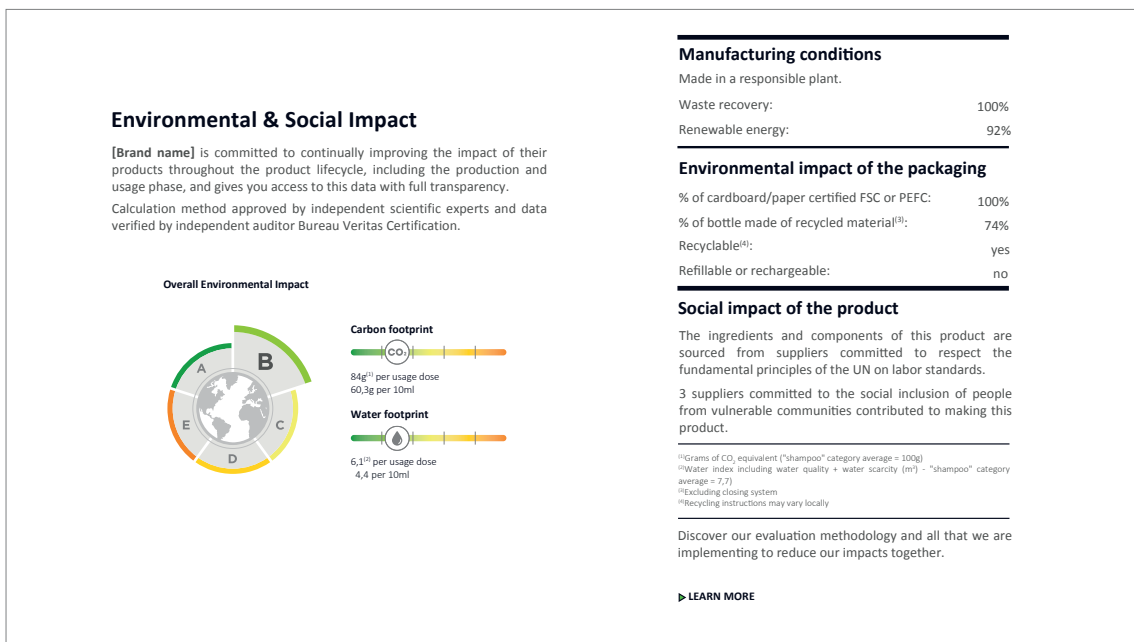 Environmental & Social Impact
[Brand name] is committed to continually improving the impact of their
products throughout the product lifecycle, including the production and
usage phase, and gives you access to this data with full transparency.
Calculation method approved by independent scientific experts and data
verified by independent auditor Bureau Veritas Certification.
Overall Environmental Impact
A
B
C
D
E
Carbon footprint
CO₂
84g⁽¹⁾ per usage dose
60,3g per 10ml
Water footprint
6,1⁽²⁾ per usage dose
4,4 per 10ml
Manufacturing conditions
Made in a responsible plant.
Waste recovery: 100%
Renewable energy: 92%
Environmental impact of the packaging
% of cardboard/paper certified FSC or PEFC: 100%
% of bottle made of recycled material⁽³⁾: 74%
Recyclable⁽⁴⁾: yes
Refillable or rechargeable: no
Social impact of the product
The ingredients and components of this product are
sourced from suppliers committed to respect the
fundamental principles of the UN on labor standards.
3 suppliers committed to the social inclusion of people
from vulnerable communities contributed to making this
product.
⁽¹⁾Grams of CO₂ equivalent ("shampoo" category average = 100g)
⁽²⁾Water index including water quality + water scarcity (m³) - "shampoo" category
average = 7,7)
⁽³⁾Excluding closing system
⁽⁴⁾Recycling instructions may vary locally
Discover our evaluation methodology and all that we are
implementing to reduce our impacts together.
LEARN MORE